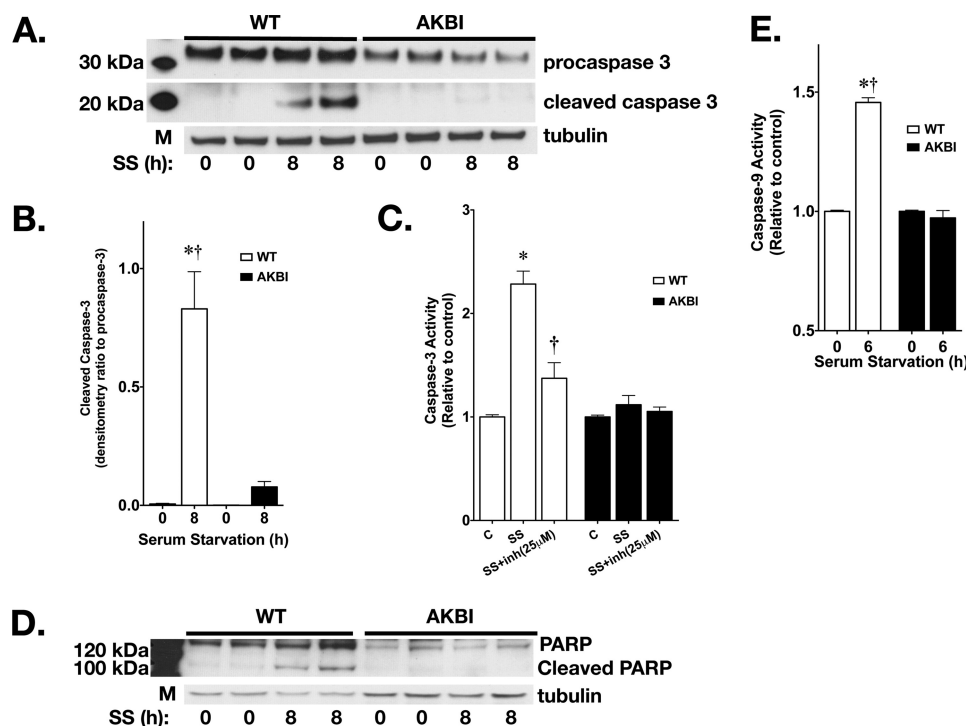 A.
WT AKBI
30 kDa procaspase 3
20 kDa cleaved caspase 3
M tubulin
SS (h): 0 0 8 8 0 0 8 8
B.
Cleaved Caspase-3
(densitometry ratio to procaspase-3)
1.0
0.5
0.0
*†
WT
AKBI
0 8 0 8
Serum Starvation (h)
C.
Caspase-3 Activity
(Relative to control)
3
2
1
0
*
†
WT
AKBI
C SS SS+inh(25μM) C SS SS+inh(25μM)
D.
WT AKBI
120 kDa PARP
100 kDa Cleaved PARP
M tubulin
SS (h): 0 0 8 8 0 0 8 8
E.
Caspase-9 Activity
(Relative to control)
1.5
1.0
0.5
*†
WT
AKBI
0 6 0 6
Serum Starvation (h)